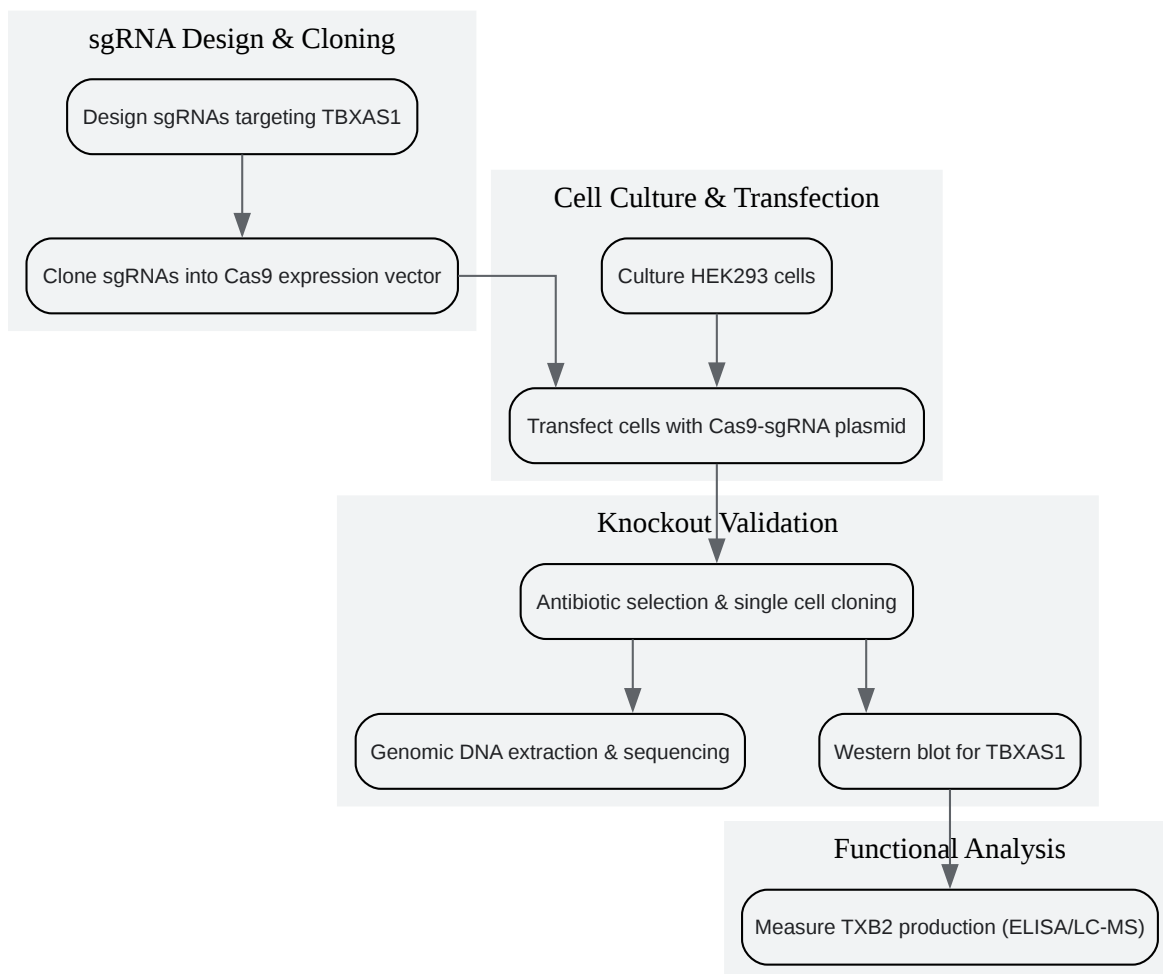 sgRNA Design & Cloning
Design sgRNAs targeting TBXAS1
Clone sgRNAs into Cas9 expression vector
Cell Culture & Transfection
Culture HEK293 cells
Transfect cells with Cas9-sgRNA plasmid
Knockout Validation
Antibiotic selection & single cell cloning
Genomic DNA extraction & sequencing
Western blot for TBXAS1
Functional Analysis
Measure TXB2 production (ELISA/LC-MS)